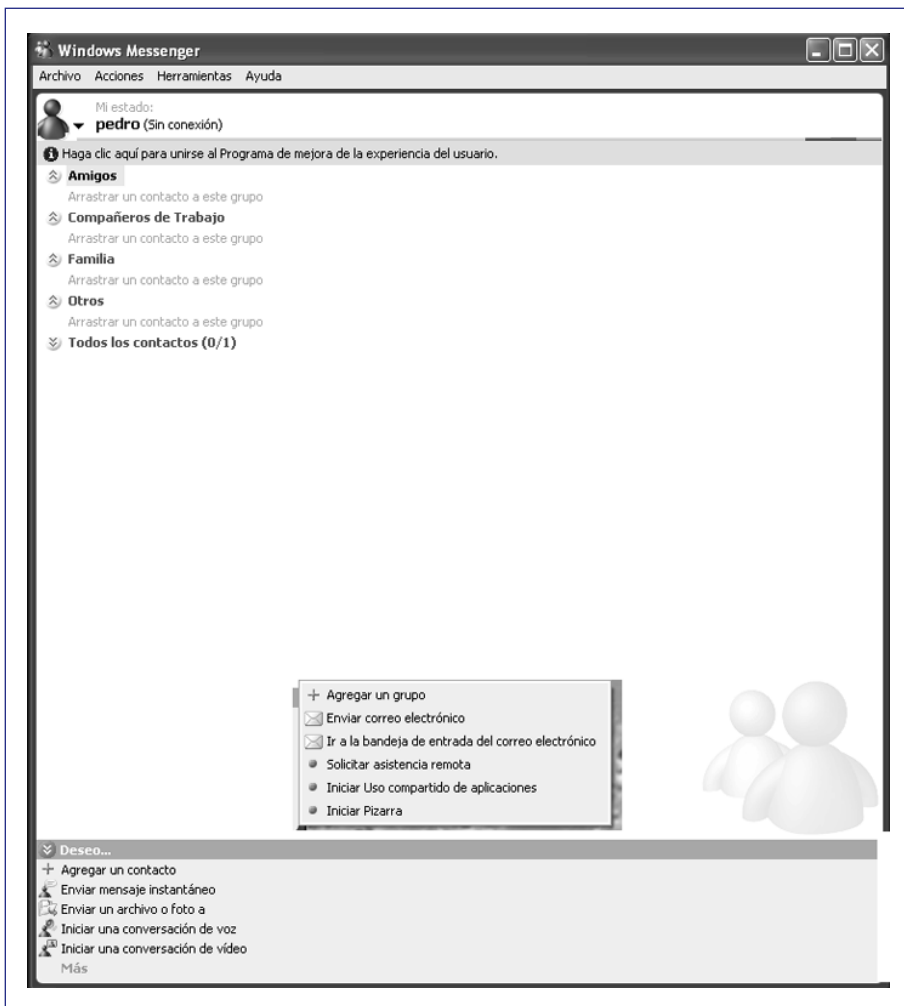 Windows Messenger
Archivo Acciones Herramientas Ayuda
Mi estado:
pedro (Sin conexión)
Haga clic aquí para unirse al Programa de mejora de la experiencia del usuario.
Amigos
Arrastrar un contacto a este grupo
Compañeros de Trabajo
Arrastrar un contacto a este grupo
Familia
Arrastrar un contacto a este grupo
Otros
Arrastrar un contacto a este grupo
Todos los contactos (0/1)
Agregar un grupo
Enviar correo electrónico
Ir a la bandeja de entrada del correo electrónico
Solicitar asistencia remota
Iniciar Uso compartido de aplicaciones
Iniciar Pizarra
Deseo...
Agregar un contacto
Enviar mensaje instantáneo
Enviar un archivo o foto a
Iniciar una conversación de voz
Iniciar una conversación de vídeo
Más